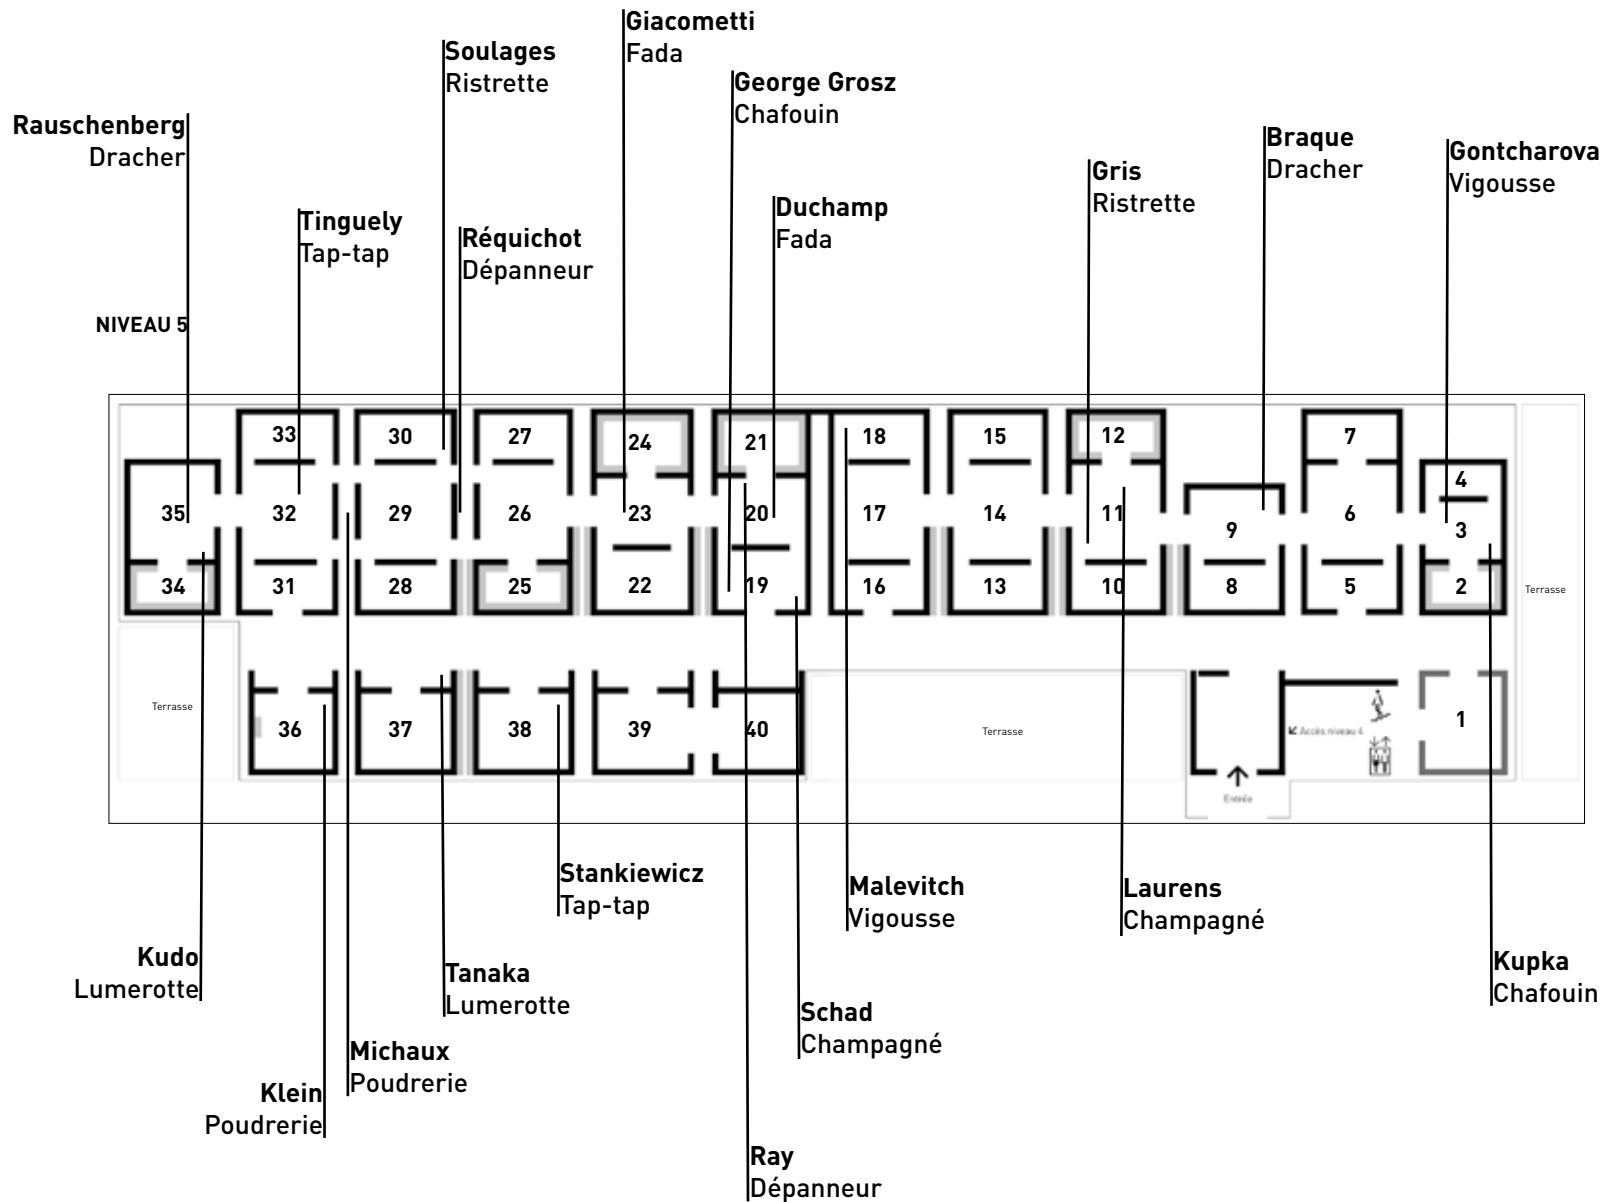 Giacometti
Fada
Soulages
Ristrette
George Grosz
Chafouin
Rauschenberg
Dracher
Braque
Dracher
Gontcharova
Vigousse
Gris
Ristrette
Duchamp
Fada
Tinguely
Tap-tap
Réquichot
Dépanneur
NIVEAU 5
33 30 27 24 21 18 15 12 7
4
35 32 29 26 23 20 17 14 11 9 6 3
34 31 28 25 22 19 16 13 10 8 5 2
Terrasse
36 37 38 39 40 1
Terrasse
Terrasse
Accès niveau 4
Entrée
Stankiewicz
Tap-tap
Malevitch
Vigousse
Laurens
Champagné
Kudo
Lumerotte
Tanaka
Lumerotte
Kupka
Chafouin
Schad
Champagné
Michaux
Poudrerie
Klein
Poudrerie
Ray
Dépanneur